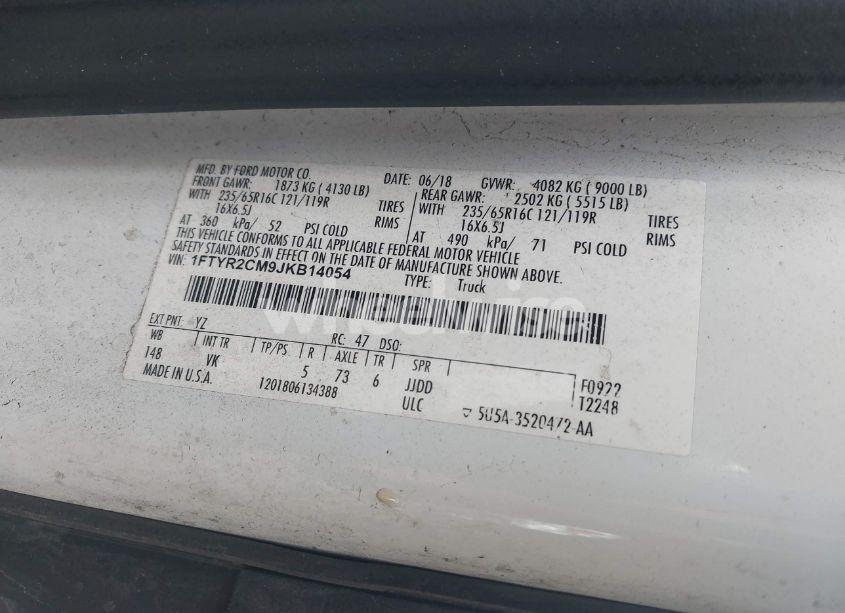 MFD. BY FORD MOTOR CO. DATE: 06/18 GVWR: 4082 KG ( 9000 LB)
FRONT GAWR: 1873 KG ( 4130 LB) REAR GAWR: 2502 KG ( 5515 LB)
WITH 235/65R16C 121/119R TIRES WITH 235/65R16C 121/119R TIRES
16X6.5J RIMS 16X6.5J RIMS
AT 360 kPa/ 52 PSI COLD AT 490 kPa/ 71 PSI COLD
THIS VEHICLE CONFORMS TO ALL APPLICABLE FEDERAL MOTOR VEHICLE
SAFETY STANDARDS IN EFFECT ON THE DATE OF MANUFACTURE SHOWN ABOVE.
VIN: 1FTYR2CM9JKB14054 TYPE: Truck
EXT PNT: YZ RC: 47 DSO:
WB INT TR TP/PS R AXLE TR SPR F0922
148 VK 5 73 6 JJDD T2248
MADE IN U.S.A. T201806134388 ULC 5U5A-3520472-AA